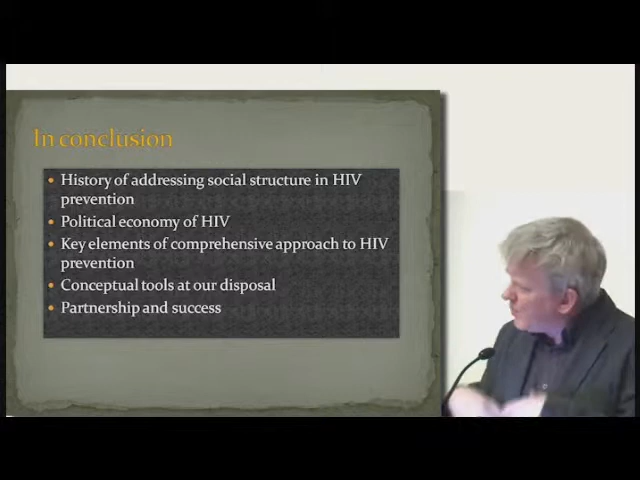 In conclusion
• History of addressing social structure in HIV
prevention
• Political economy of HIV
• Key elements of comprehensive approach to HIV
prevention
• Conceptual tools at our disposal
• Partnership and success